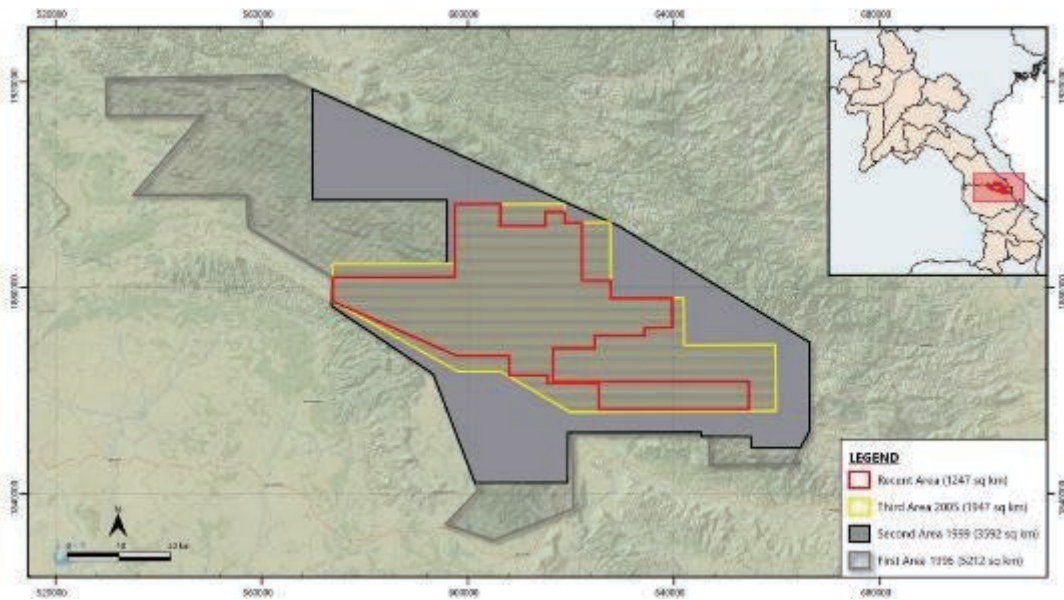 520000 560000 600000 640000 680000
LEGEND
Recent Area (1247 sq km)
Third Area 2005 (1947 sq km)
Second Area 1999 (3592 sq km)
First Area 1996 (5212 sq km)
N
520000 560000 600000 640000 680000